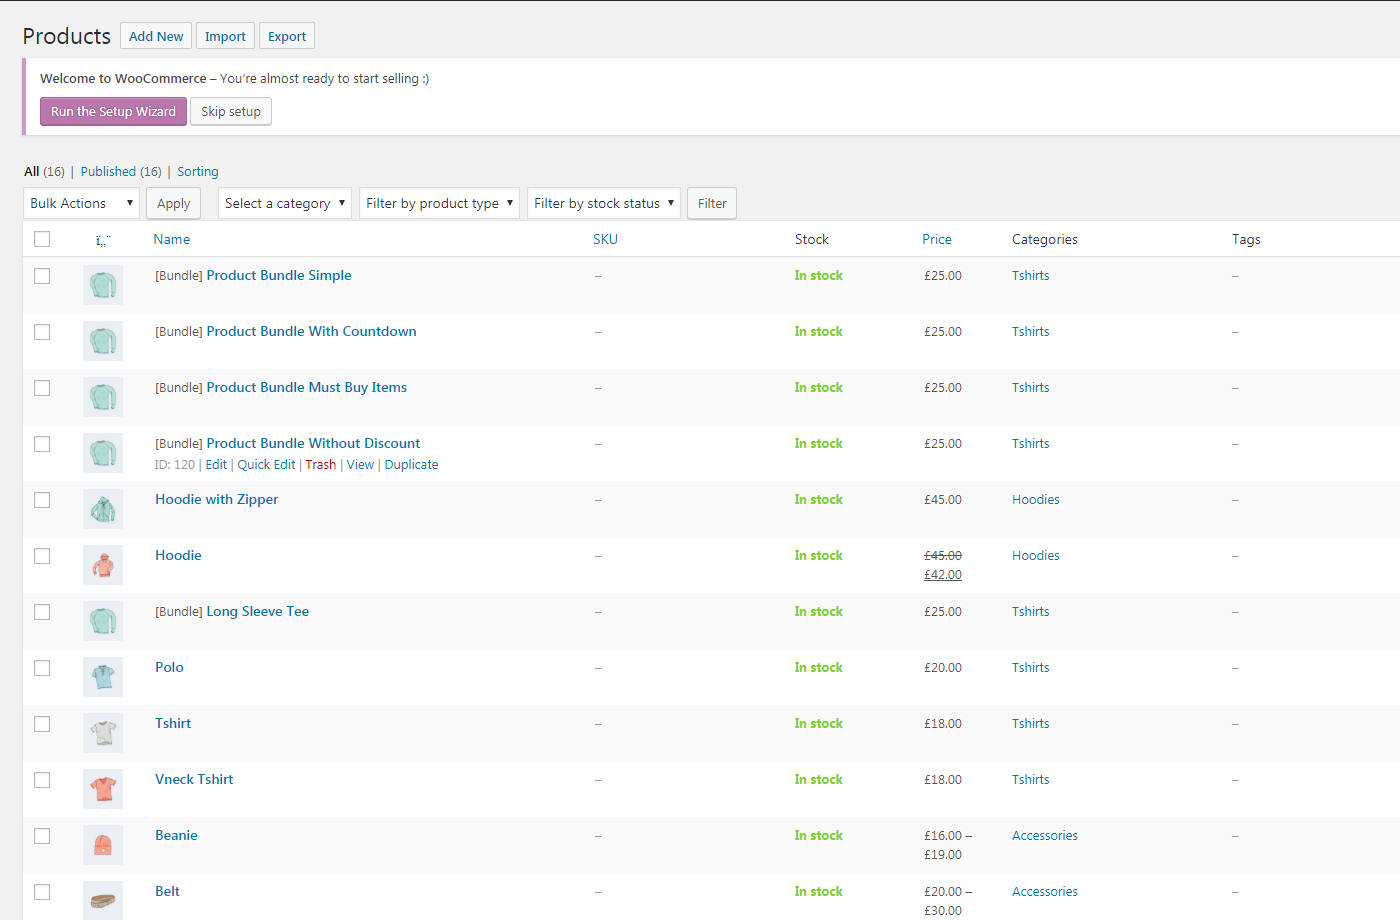 Products Add New Import Export
Welcome to WooCommerce – You're almost ready to start selling :)
Run the Setup Wizard Skip setup
All (16) | Published (16) | Sorting
Bulk Actions Apply Select a category Filter by product type Filter by stock status Filter
ï„¨ Name SKU Stock Price Categories Tags
[Bundle] Product Bundle Simple – In stock £25.00 Tshirts –
[Bundle] Product Bundle With Countdown – In stock £25.00 Tshirts –
[Bundle] Product Bundle Must Buy Items – In stock £25.00 Tshirts –
[Bundle] Product Bundle Without Discount – In stock £25.00 Tshirts –
ID: 120 | Edit | Quick Edit | Trash | View | Duplicate
Hoodie with Zipper – In stock £45.00 Hoodies –
Hoodie – In stock £45.00 Hoodies –
£42.00
[Bundle] Long Sleeve Tee – In stock £25.00 Tshirts –
Polo – In stock £20.00 Tshirts –
Tshirt – In stock £18.00 Tshirts –
Vneck Tshirt – In stock £18.00 Tshirts –
Beanie – In stock £16.00 – Accessories –
£19.00
Belt – In stock £20.00 – Accessories –
£30.00